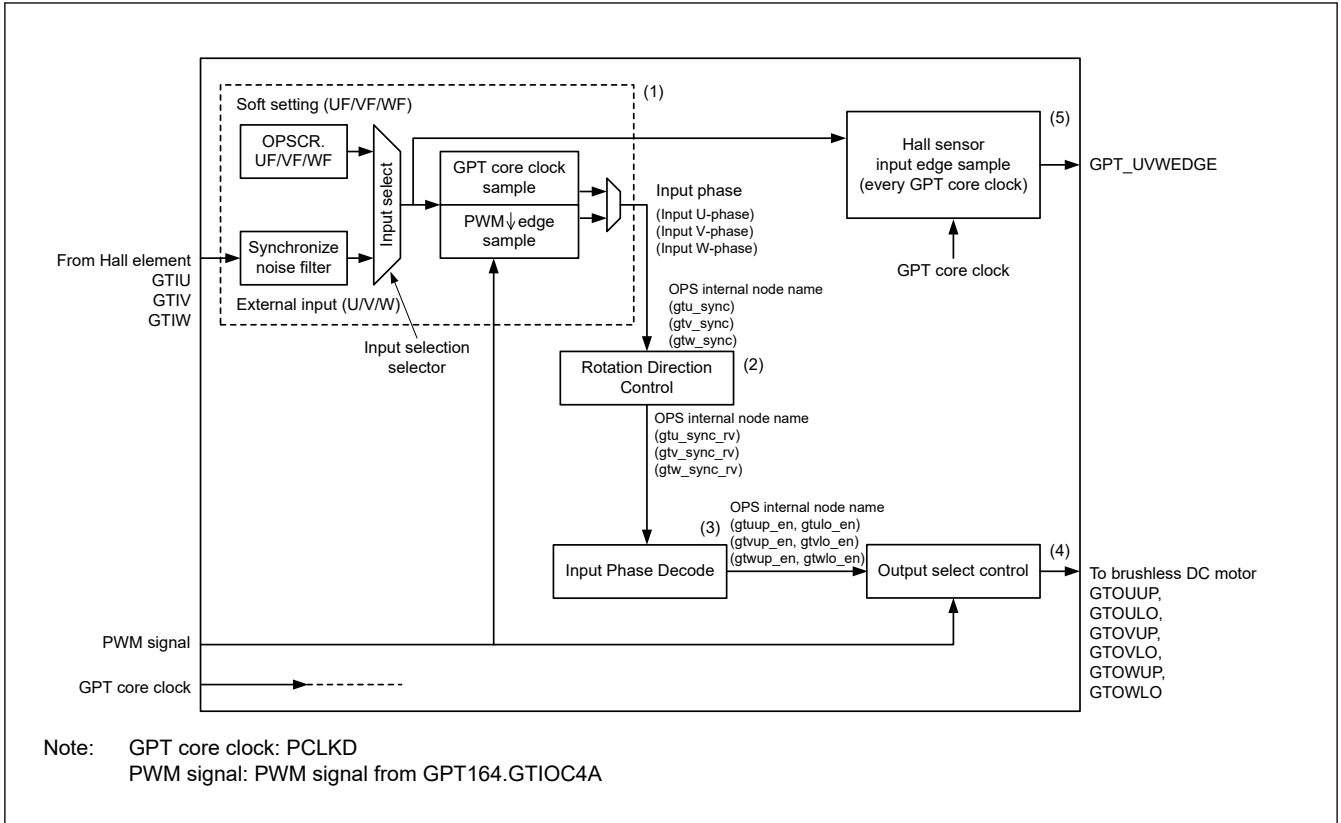 (1)
Soft setting (UF/VF/WF)
OPSCR.
UF/VF/WF
Input select
GPT core clock
sample
PWM↓edge
sample
Synchronize
noise filter
External input (U/V/W)
From Hall element
GTIU
GTIV
GTIW
Input selection
selector
Input phase
(Input U-phase)
(Input V-phase)
(Input W-phase)
(5)
Hall sensor
input edge sample
(every GPT core clock)
GPT_UVWEDGE
GPT core clock
OPS internal node name
(gtu_sync)
(gtv_sync)
(gtw_sync)
(2)
Rotation Direction
Control
OPS internal node name
(gtu_sync_rv)
(gtv_sync_rv)
(gtw_sync_rv)
(3)
Input Phase Decode
OPS internal node name
(gtuup_en, gtulo_en)
(gtvup_en, gtvlo_en)
(gtwup_en, gtwlo_en)
(4)
Output select control
To brushless DC motor
GTOUUP,
GTOULO,
GTOVUP,
GTOVLO,
GTOWUP,
GTOWLO
PWM signal
GPT core clock
Note: GPT core clock: PCLKD
PWM signal: PWM signal from GPT164.GTIOC4A